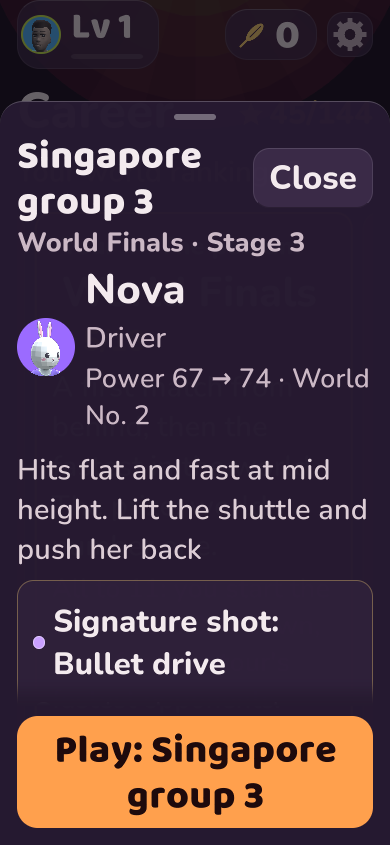 Lv 1
0
Career
Singapore
group 3
Close
World Finals · Stage 3
Nova
Driver
Power 67 → 74 · World
No. 2
Hits flat and fast at mid
height. Lift the shuttle and
push her back
Signature shot:
Bullet drive
Play: Singapore
group 3